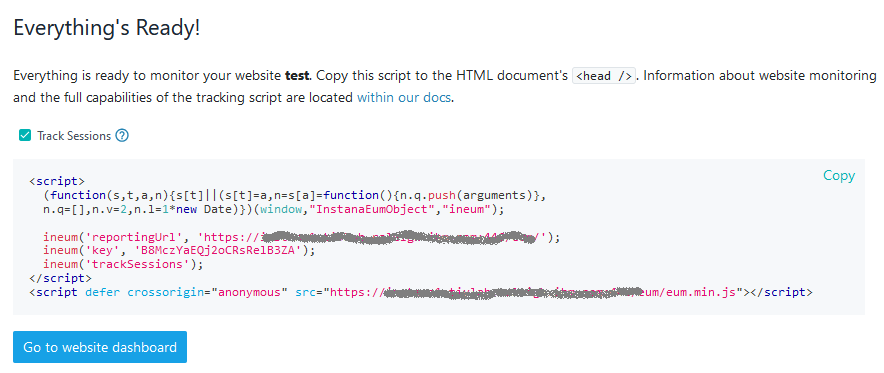 Everything's Ready!
Everything is ready to monitor your website test. Copy this script to the HTML document's <head />. Information about website monitoring
and the full capabilities of the tracking script are located within our docs.
Track Sessions ?
Copy
<script>
(function(s,t,a,n){s[t]||(s[t]=a,n=s[a]=function(){n.q.push(arguments)},
n.q=[],n.v=2,n.l=1*new Date)})(window,"InstanaEumObject","ineum");
ineum('reportingUrl', 'https:// /');
ineum('key', 'B8MczYaEQj2oCRsRelB3ZA');
ineum('trackSessions');
</script>
<script defer crossorigin="anonymous" src="https:// eum/eum.min.js"></script>
Go to website dashboard